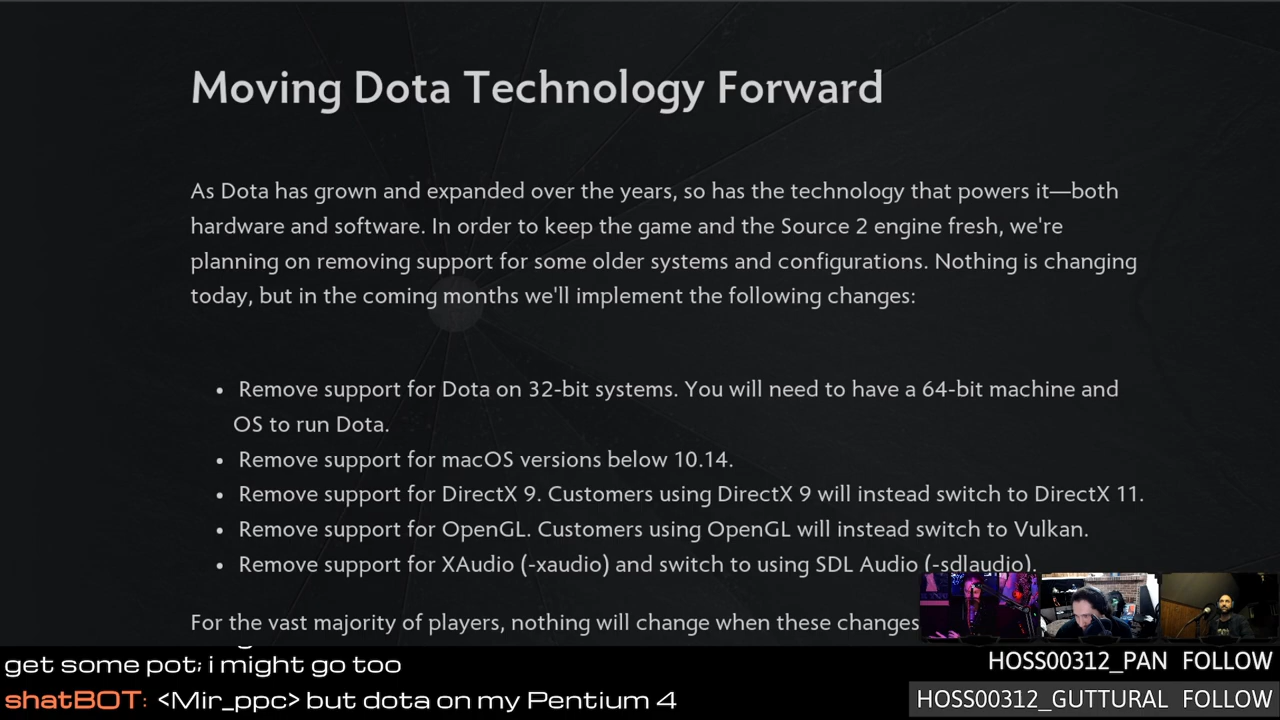 Moving Dota Technology Forward
As Dota has grown and expanded over the years, so has the technology that powers it—both
hardware and software. In order to keep the game and the Source 2 engine fresh, we're
planning on removing support for some older systems and configurations. Nothing is changing
today, but in the coming months we'll implement the following changes:
• Remove support for Dota on 32-bit systems. You will need to have a 64-bit machine and
OS to run Dota.
• Remove support for macOS versions below 10.14.
• Remove support for DirectX 9. Customers using DirectX 9 will instead switch to DirectX 11.
• Remove support for OpenGL. Customers using OpenGL will instead switch to Vulkan.
• Remove support for XAudio (-xaudio) and switch to using SDL Audio (-sdlaudio).
For the vast majority of players, nothing will change when these changes
get some pot; i might go too
shatBOT: <Mir_ppc> but dota on my Pentium 4
HOSS00312_PAN FOLLOW
HOSS00312_GUTTURAL FOLLOW